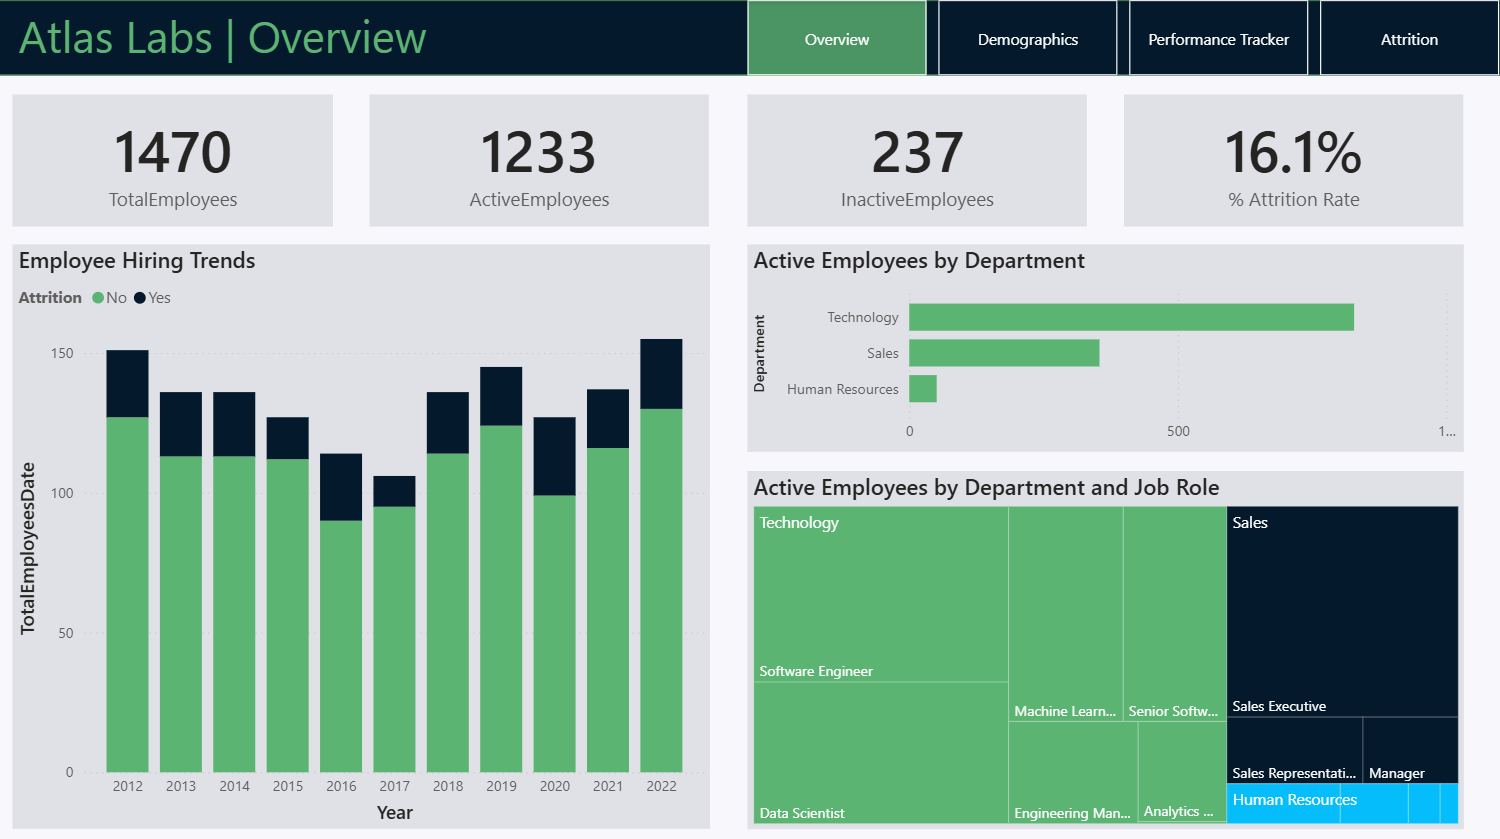 Atlas Labs | Overview
Overview
Demographics
Performance Tracker
Attrition
1470
TotalEmployees
1233
ActiveEmployees
237
InactiveEmployees
16.1%
% Attrition Rate
Employee Hiring Trends
Attrition No Yes
150
100
50
0
TotalEmployeesDate
2012 2013 2014 2015 2016 2017 2018 2019 2020 2021 2022
Year
Active Employees by Department
Department
Technology
Sales
Human Resources
0 500 1...
Active Employees by Department and Job Role
Technology
Software Engineer
Data Scientist
Machine Learn...
Senior Softw...
Engineering Man...
Analytics ...
Sales
Sales Executive
Sales Representati...
Manager
Human Resources